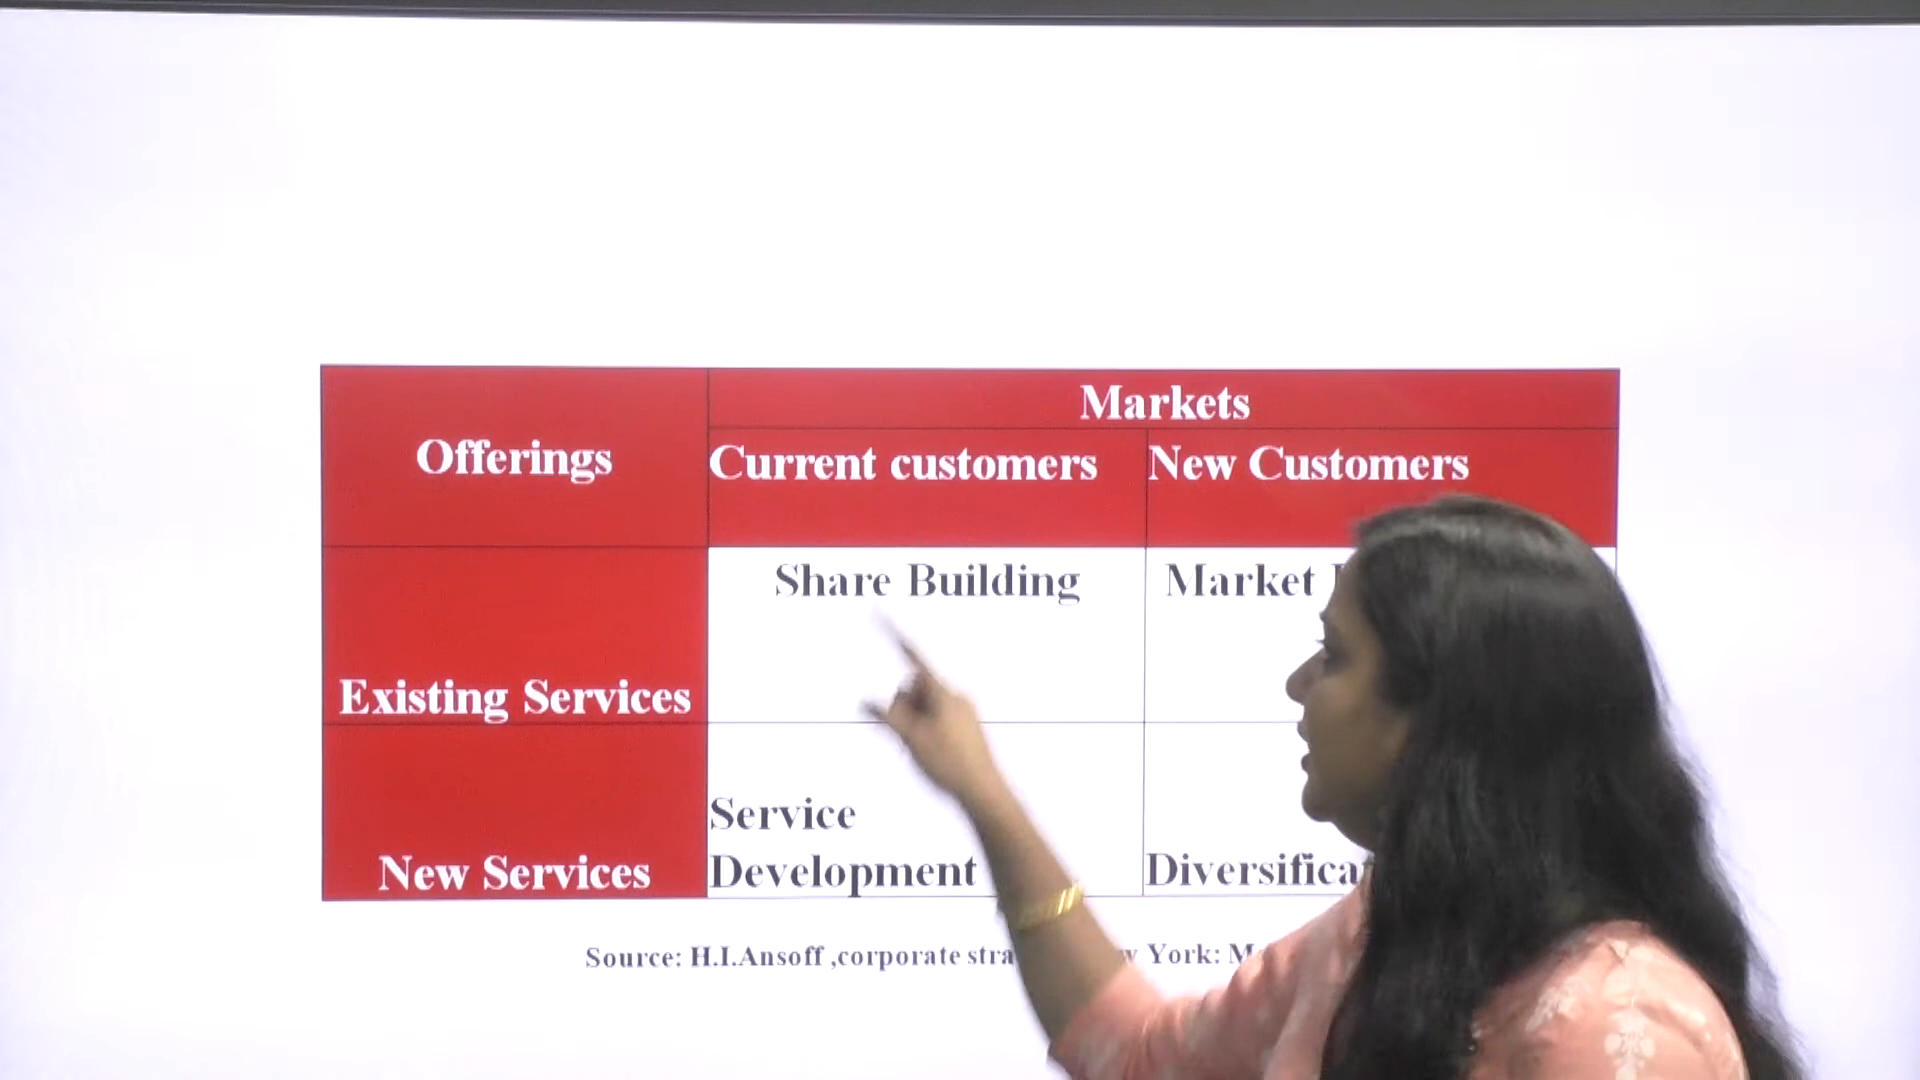 Markets
Offerings
Current customers
New Customers
Share Building
Market
Existing Services
Service
Development
Diversifica
New Services
Source: H.I.Ansoff ,corporate stra York: M